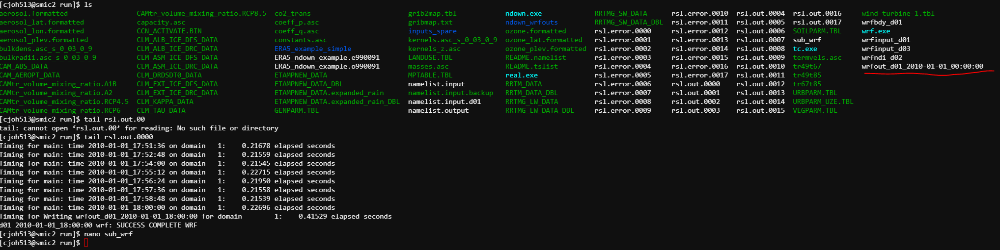 [cjoh513@smic2 run]$ ls
aerosol.formatted CAMtr_volume_mixing_ratio.RCP8.5 co2_trans grib2map.tbl ndown.exe RRTMG_SW_DATA rsl.error.0010 rsl.out.0004 rsl.out.0016 wind-turbine-1.tbl
aerosol_lat.formatted capacity.asc coeff_p.asc gribmap.txt ndown_wrfouts RRTMG_SW_DATA_DBL rsl.error.0011 rsl.out.0005 rsl.out.0017 wrfbdy_d01
aerosol_lon.formatted CCN_ACTIVATE.BIN coeff_q.asc inputs_spare ozone.formatted rsl.error.0000 rsl.error.0012 rsl.out.0006 SOILPARM.TBL wrf.exe
aerosol_plev.formatted CLM_ALB_ICE_DFS_DATA constants.asc kernels.asc_s_0_03_0_9 ozone_lat.formatted rsl.error.0001 rsl.error.0013 rsl.out.0007 sub_wrf wrfinput_d01
bulkdens.asc_s_0_03_0_9 CLM_ALB_ICE_DRC_DATA ERA5_example_simple kernels_z.asc ozone_plev.formatted rsl.error.0002 rsl.error.0014 rsl.out.0008 tc.exe wrfinput_d03
bulkradii.asc_s_0_03_0_9 CLM_ASM_ICE_DFS_DATA ERA5_ndown_example.e990091 LANDUSE.TBL README.namelist rsl.error.0003 rsl.error.0015 rsl.out.0009 termvels.asc wrfndi_d02
CAM_ABS_DATA CLM_ASM_ICE_DRC_DATA ERA5_ndown_example.o990091 masses.asc README.tslist rsl.error.0004 rsl.error.0016 rsl.out.0010 tr49t67 wrfout_d01_2010-01-01_00:00:00
CAM_AEROPT_DATA CLM_DRDSDT0_DATA ETAMPNEW_DATA MPTABLE.TBL real.exe rsl.error.0005 rsl.error.0017 rsl.out.0011 tr49t85
CAMtr_volume_mixing_ratio.A1B CLM_EXT_ICE_DFS_DATA ETAMPNEW_DATA_DBL namelist.input RRTM_DATA rsl.error.0006 rsl.out.0000 rsl.out.0012 tr67t85
CAMtr_volume_mixing_ratio.A2 CLM_EXT_ICE_DRC_DATA ETAMPNEW_DATA.expanded_rain namelist.input.backup RRTM_DATA_DBL rsl.error.0007 rsl.out.0001 rsl.out.0013 URBPARM.TBL
CAMtr_volume_mixing_ratio.RCP4.5 CLM_KAPPA_DATA ETAMPNEW_DATA.expanded_rain_DBL namelist.input.d01 RRTMG_LW_DATA rsl.error.0008 rsl.out.0002 rsl.out.0014 URBPARM_UZE.TBL
CAMtr_volume_mixing_ratio.RCP6 CLM_TAU_DATA GENPARM.TBL namelist.output RRTMG_LW_DATA_DBL rsl.error.0009 rsl.out.0003 rsl.out.0015 VEGPARM.TBL
[cjoh513@smic2 run]$ tail rsl.out.00
tail: cannot open ‘rsl.out.00’ for reading: No such file or directory
[cjoh513@smic2 run]$ tail rsl.out.0000
Timing for main: time 2010-01-01_17:51:36 on domain 1: 0.21678 elapsed seconds
Timing for main: time 2010-01-01_17:52:48 on domain 1: 0.21559 elapsed seconds
Timing for main: time 2010-01-01_17:54:00 on domain 1: 0.21545 elapsed seconds
Timing for main: time 2010-01-01_17:55:12 on domain 1: 0.22715 elapsed seconds
Timing for main: time 2010-01-01_17:56:24 on domain 1: 0.21950 elapsed seconds
Timing for main: time 2010-01-01_17:57:36 on domain 1: 0.21558 elapsed seconds
Timing for main: time 2010-01-01_17:58:48 on domain 1: 0.21539 elapsed seconds
Timing for main: time 2010-01-01_18:00:00 on domain 1: 0.22696 elapsed seconds
Timing for Writing wrfout_d01_2010-01-01_18:00:00 for domain 1: 0.41529 elapsed seconds
d01 2010-01-01_18:00:00 wrf: SUCCESS COMPLETE WRF
[cjoh513@smic2 run]$ nano sub_wrf
[cjoh513@smic2 run]$